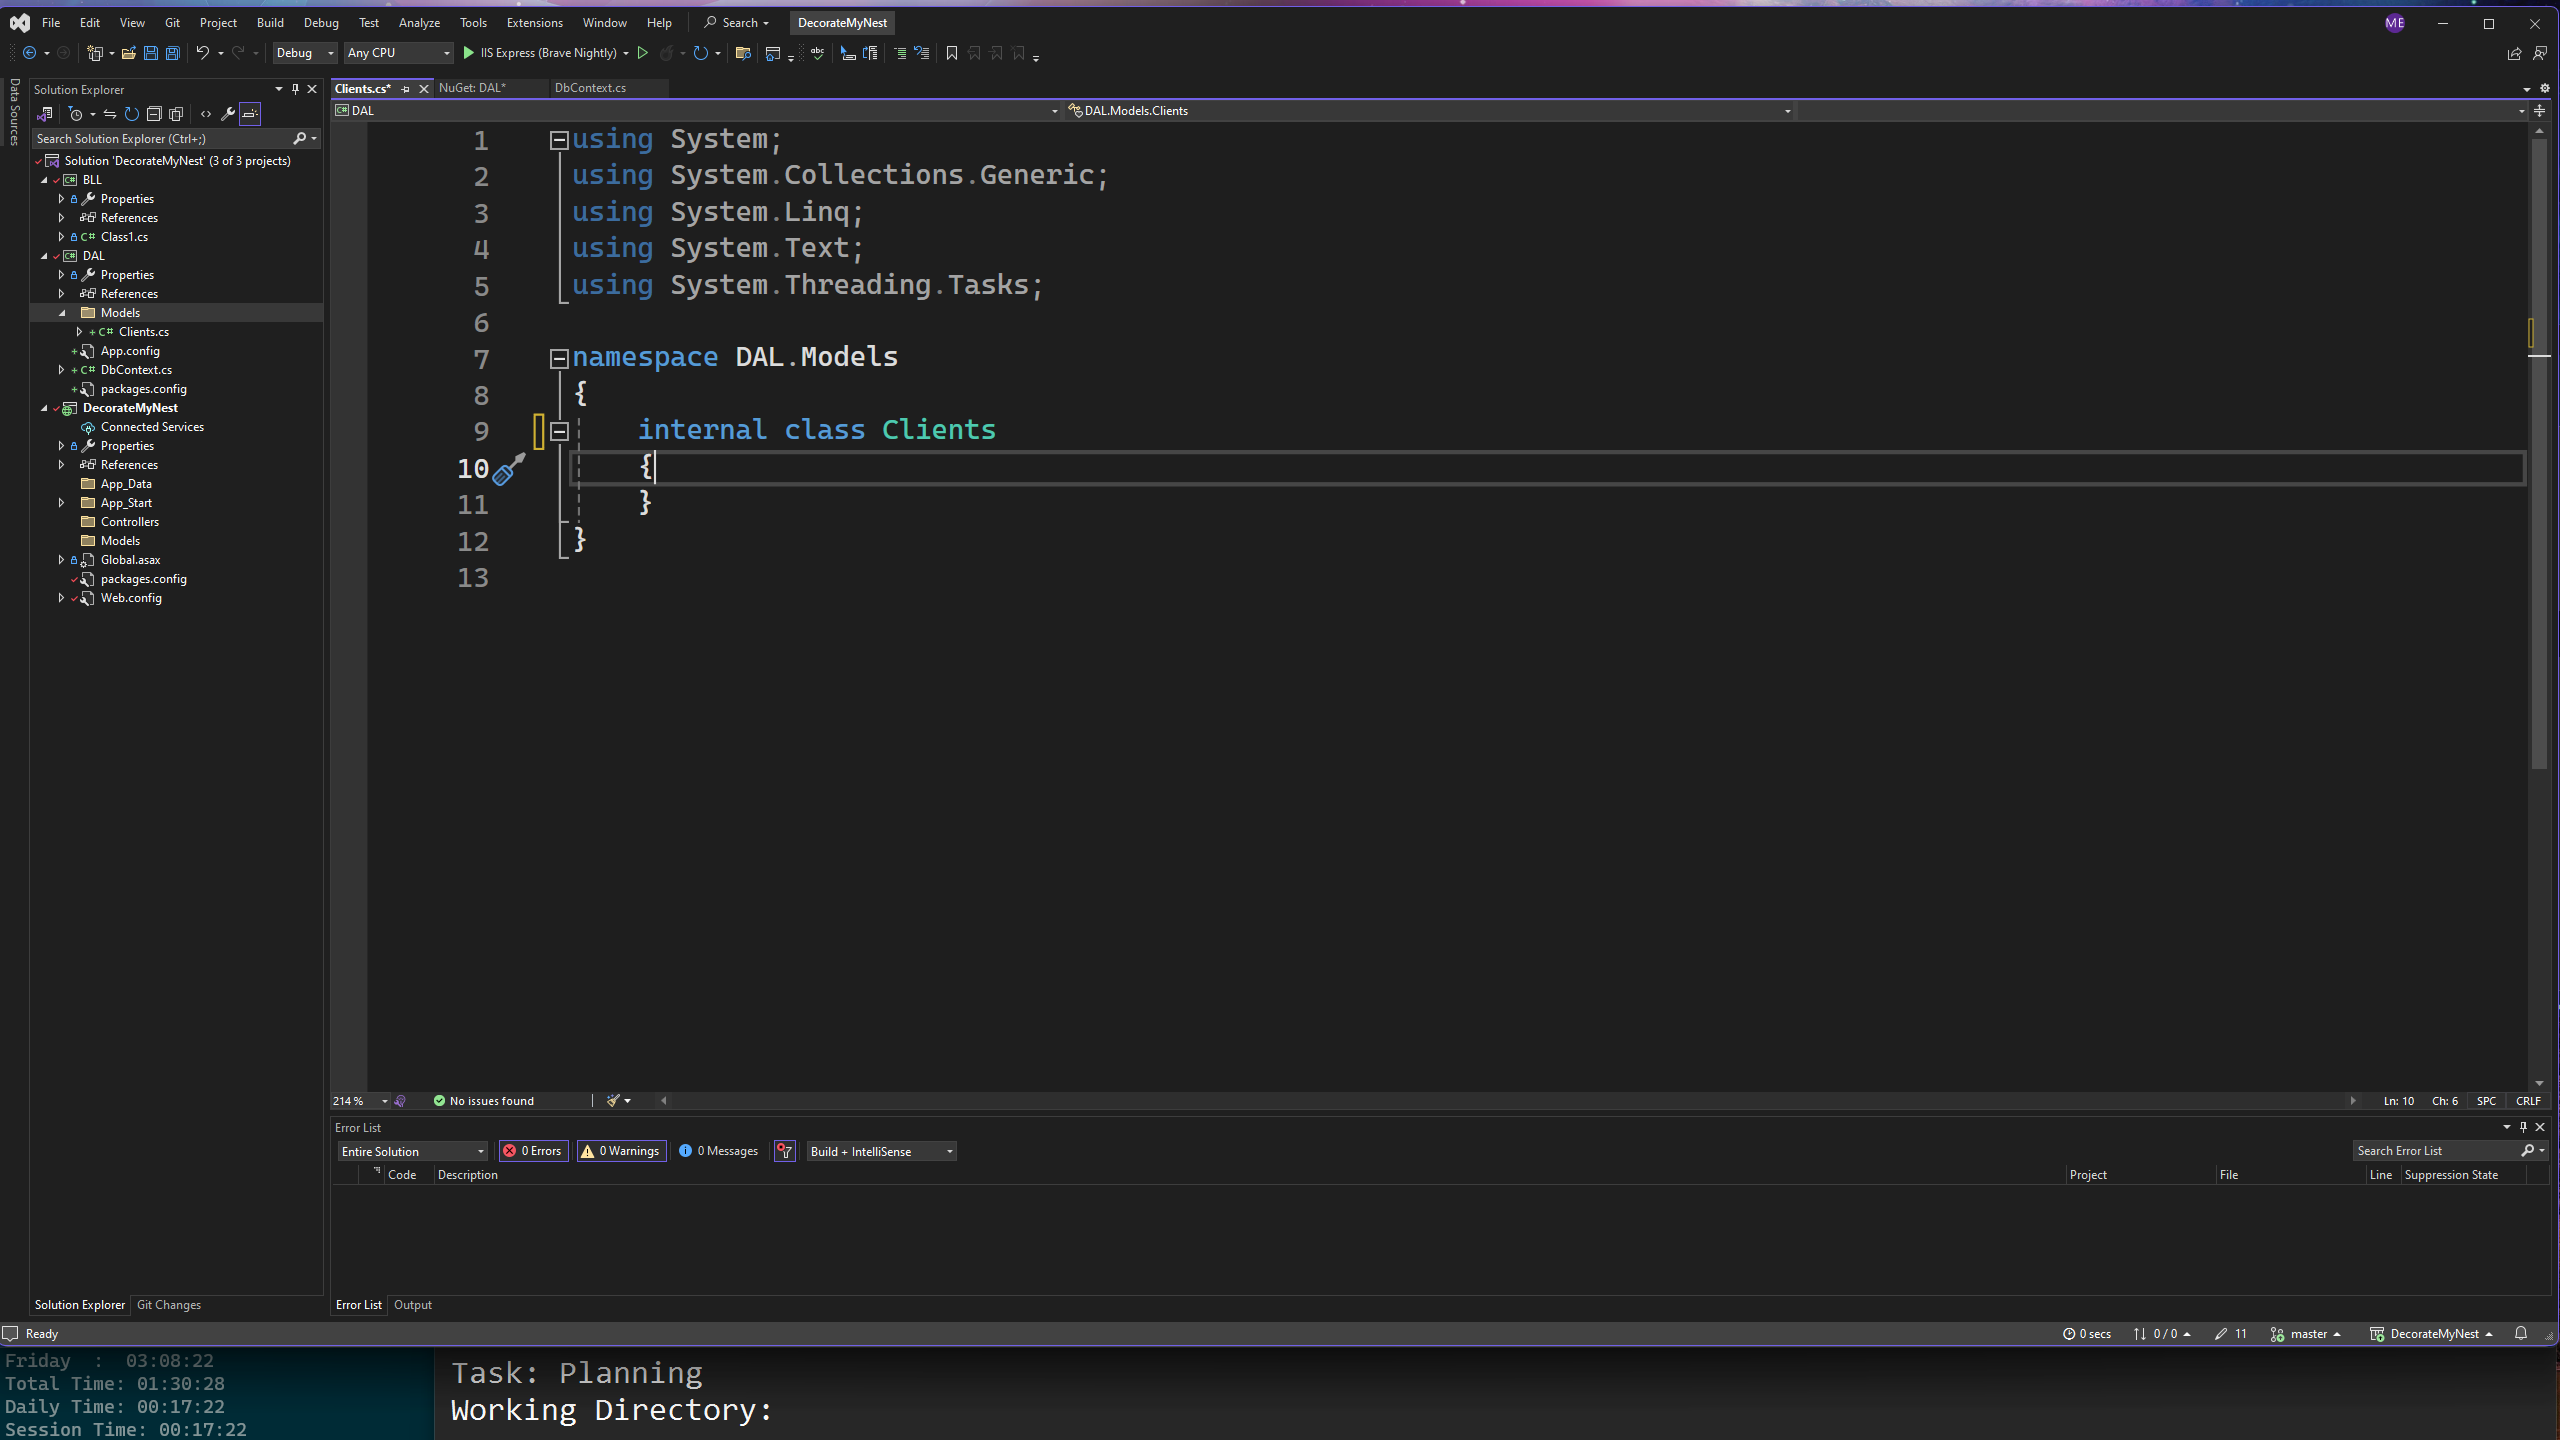 File Edit View Git Project Build Debug Test Analyze Tools Extensions Window Help Search DecorateMyNest ME
Debug Any CPU IIS Express (Brave Nightly)
Data Sources
Solution Explorer
Search Solution Explorer (Ctrl+;)
Solution 'DecorateMyNest' (3 of 3 projects)
BLL
Properties
References
C# Class1.cs
DAL
Properties
References
Models
C# Clients.cs
App.config
C# DbContext.cs
packages.config
DecorateMyNest
Connected Services
Properties
References
App_Data
App_Start
Controllers
Models
Global.asax
packages.config
Web.config
Solution Explorer Git Changes
Clients.cs* NuGet: DAL* DbContext.cs
C# DAL DAL.Models.Clients
1 using System;
2 using System.Collections.Generic;
3 using System.Linq;
4 using System.Text;
5 using System.Threading.Tasks;
6
7 namespace DAL.Models
8 {
9 internal class Clients
10 {
11 }
12 }
13
214 % No issues found Ln: 10 Ch: 6 SPC CRLF
Error List
Entire Solution 0 Errors 0 Warnings 0 Messages Build + IntelliSense Search Error List
Code Description Project File Line Suppression State
Error List Output
Ready 0 secs 0 / 0 11 master DecorateMyNest
Friday : 03:08:22
Total Time: 01:30:28
Daily Time: 00:17:22
Session Time: 00:17:22
Task: Planning
Working Directory: